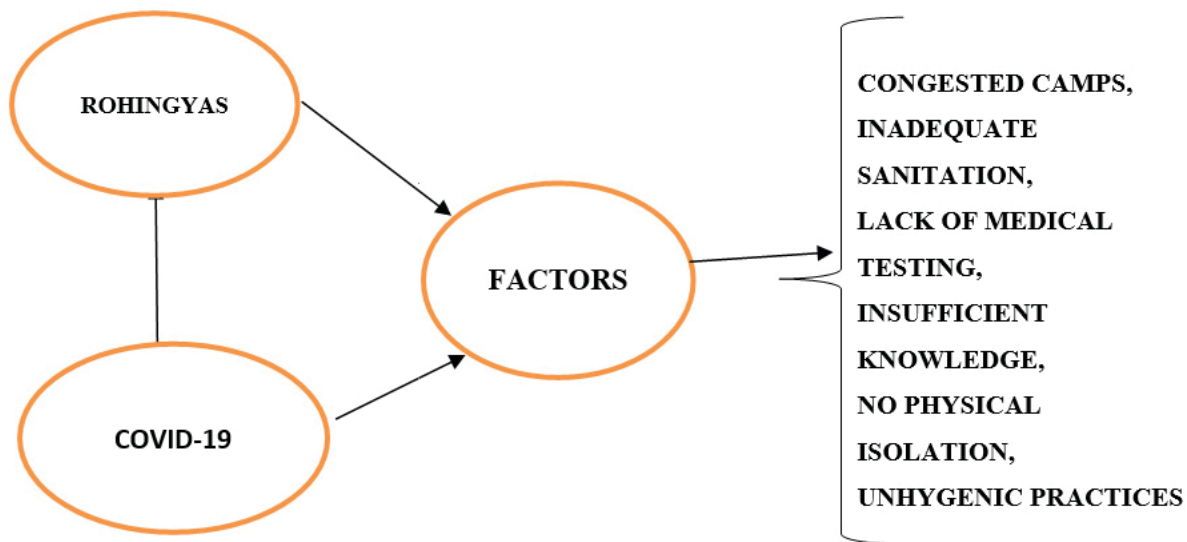 ROHINGYAS
COVID-19
FACTORS
CONGESTED CAMPS,
INADEQUATE
SANITATION,
LACK OF MEDICAL
TESTING,
INSUFFICIENT
KNOWLEDGE,
NO PHYSICAL
ISOLATION,
UNHYGENIC PRACTICES